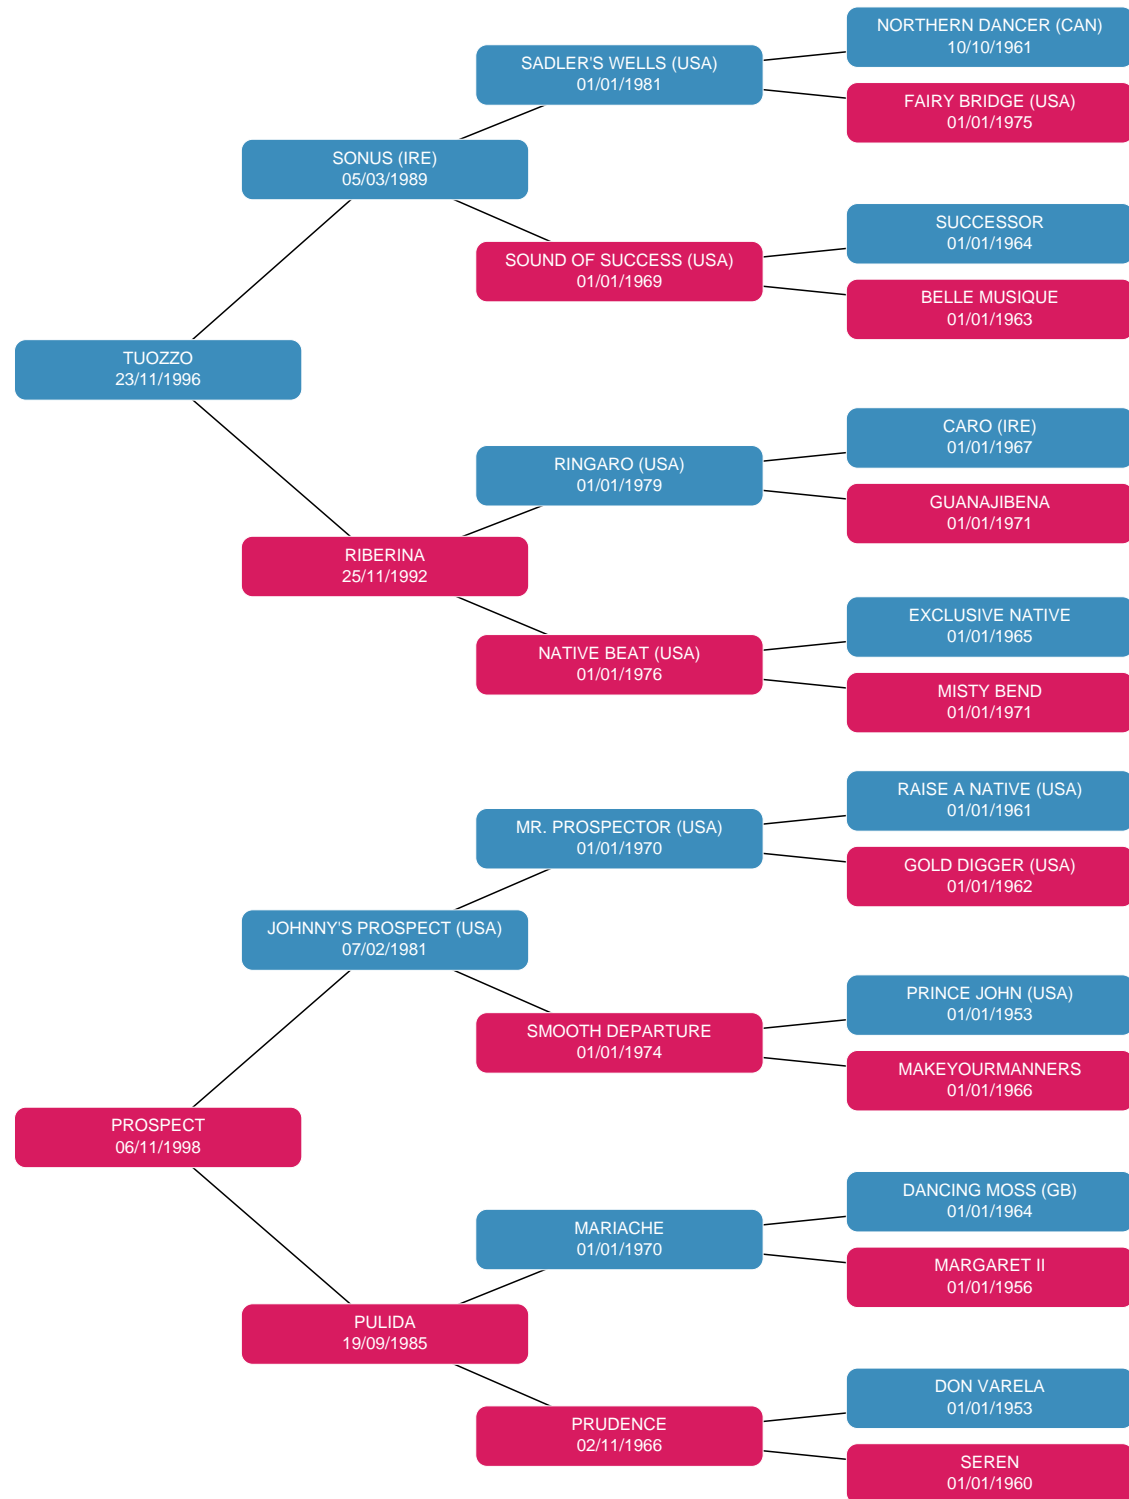 NORTHERN DANCER (CAN)
10/10/1961
SADLER'S WELLS (USA)
01/01/1981
FAIRY BRIDGE (USA)
01/01/1975
SONUS (IRE)
05/03/1989
SUCCESSOR
01/01/1964
SOUND OF SUCCESS (USA)
01/01/1969
BELLE MUSIQUE
01/01/1963
TUOZZO
23/11/1996
CARO (IRE)
01/01/1967
RINGARO (USA)
01/01/1979
GUANAJIBENA
01/01/1971
RIBERINA
25/11/1992
EXCLUSIVE NATIVE
01/01/1965
NATIVE BEAT (USA)
01/01/1976
MISTY BEND
01/01/1971
RAISE A NATIVE (USA)
01/01/1961
MR. PROSPECTOR (USA)
01/01/1970
GOLD DIGGER (USA)
01/01/1962
JOHNNY'S PROSPECT (USA)
07/02/1981
PRINCE JOHN (USA)
01/01/1953
SMOOTH DEPARTURE
01/01/1974
MAKEYOURMANNERS
01/01/1966
PROSPECT
06/11/1998
DANCING MOSS (GB)
01/01/1964
MARIACHE
01/01/1970
MARGARET II
01/01/1956
PULIDA
19/09/1985
DON VARELA
01/01/1953
PRUDENCE
02/11/1966
SEREN
01/01/1960